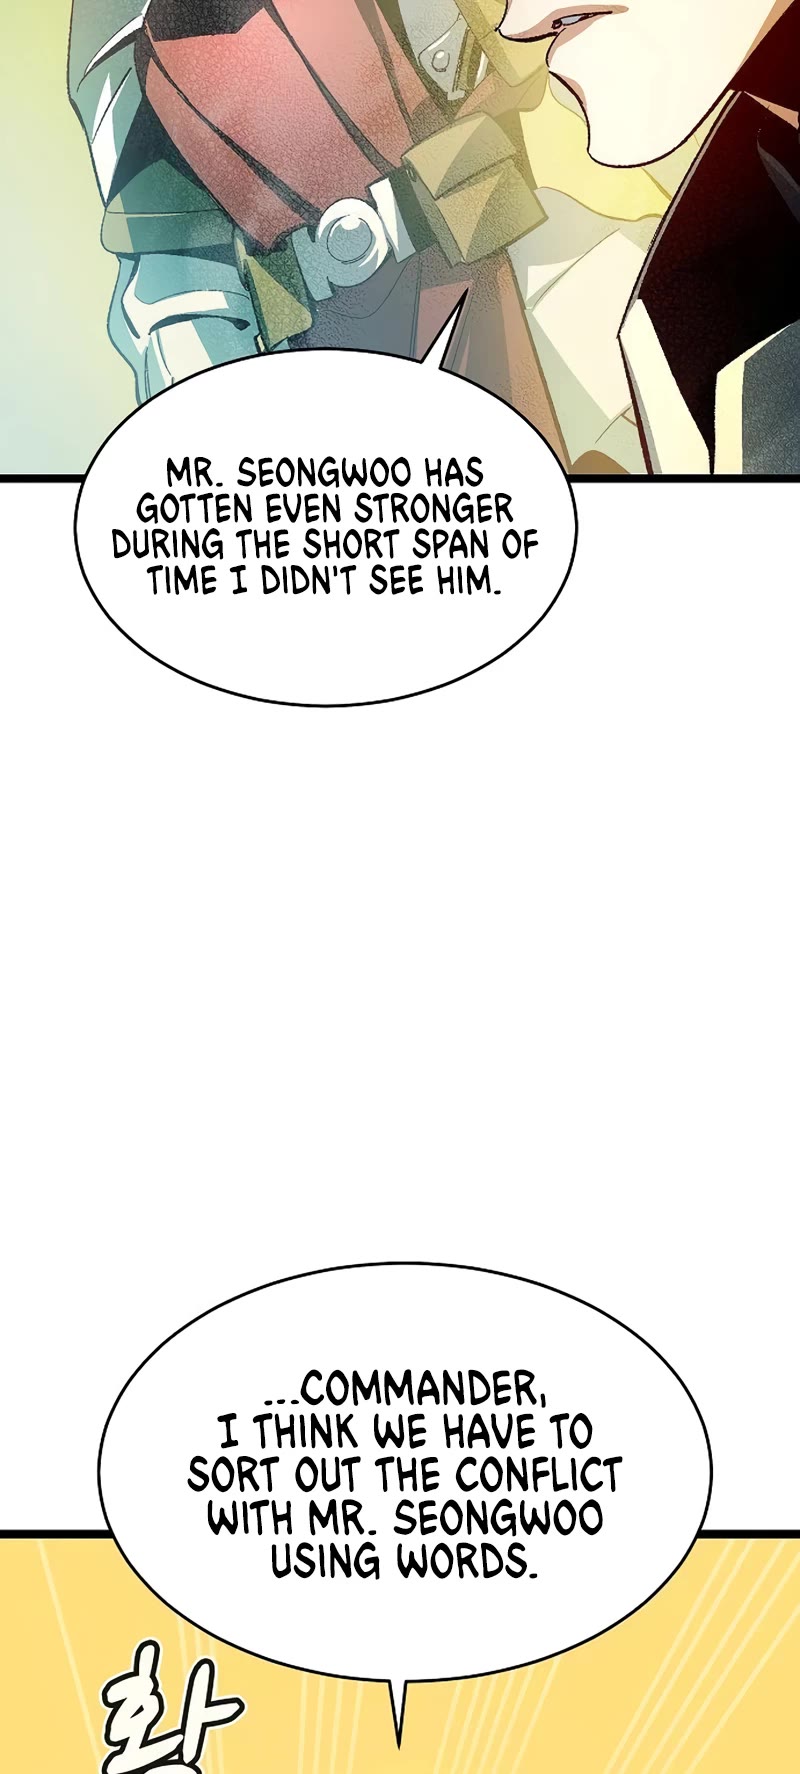 MR. SEONGWOO HAS
GOTTEN EVEN STRONGER
DURING THE SHORT SPAN OF
TIME I DIDN'T SEE HIM.
...COMMANDER,
I THINK WE HAVE TO
SORT OUT THE CONFLICT
WITH MR. SEONGWOO
USING WORDS.